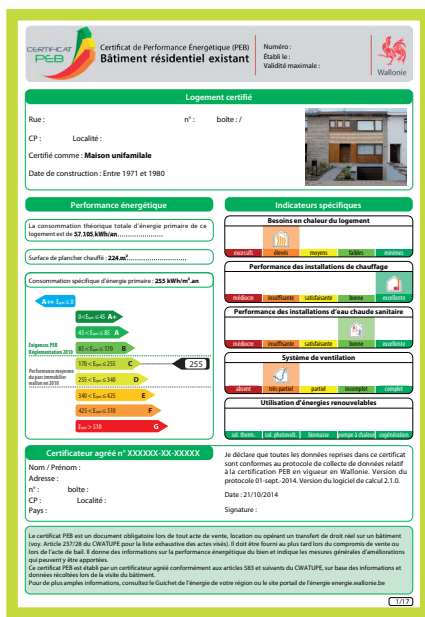 CERTIFICAT
PEB
Certificat de Performance Énergétique (PEB)
Bâtiment résidentiel existant
Numéro :
Établi le :
Validité maximale :
Wallonie
Logement certifié
Rue : n° : boîte : /
CP : Localité :
Certifié comme : Maison unifamilale
Date de construction : Entre 1971 et 1980
Performance énergétique
La consommation théorique totale d'énergie primaire de ce
logement est de 57.195 kWh/an
Surface de plancher chauffé : 224 m²
Consommation spécifique d'énergie primaire : 255 kWh/m².an
A++ Espec ≤ 0
0 < Espec ≤ 45 A+
45 < Espec ≤ 85 A
Exigences PEB
Réglementation 2010
85 < Espec ≤ 170 B
170 < Espec ≤ 255 C
255
Performance moyenne
du parc immobilier
wallon en 2010
255 < Espec ≤ 340 D
340 < Espec ≤ 425 E
425 < Espec ≤ 510 F
Espec > 510 G
Indicateurs spécifiques
Besoins en chaleur du logement
excessifs élevés moyens faibles minimes
Performance des installations de chauffage
médiocre insuffisante satisfaisante bonne excellente
Performance des installations d'eau chaude sanitaire
médiocre insuffisante satisfaisante bonne excellente
Système de ventilation
absent très partiel partiel incomplet complet
Utilisation d'énergies renouvelables
sol. therm. sol. photovolt. biomasse pompe à chaleur cogénération
Certificateur agréé n° XXXXXX-XX-XXXXX
Nom / Prénom :
Adresse :
n° : boîte :
CP : Localité :
Pays :
Je déclare que toutes les données reprises dans ce certificat
sont conformes au protocole de collecte de données relatif
à la certification PEB en vigueur en Wallonie. Version du
protocole 01-sept.-2014. Version du logiciel de calcul 2.1.0.
Date : 21/10/2014
Signature :
Le certificat PEB est un document obligatoire lors de tout acte de vente, location ou opérant un transfert de droit réel sur un bâtiment
(voy. Article 237/28 du CWATUPE pour la liste exhaustive des actes visés). Il doit être fourni au plus tard lors du compromis de vente ou
lors de l'acte de bail. Il donne des informations sur la performance énergétique du bien et indique les mesures générales d'améliorations
qui peuvent y être apportées.
Ce certificat PEB est établi par un certificateur agréé conformément aux articles 583 et suivants du CWATUPE, sur base des informations et
données récoltées lors de la visite du bâtiment.
Pour de plus amples informations, consultez le Guichet de l'énergie de votre région ou le site portail de l'énergie energie.wallonie.be
1/17